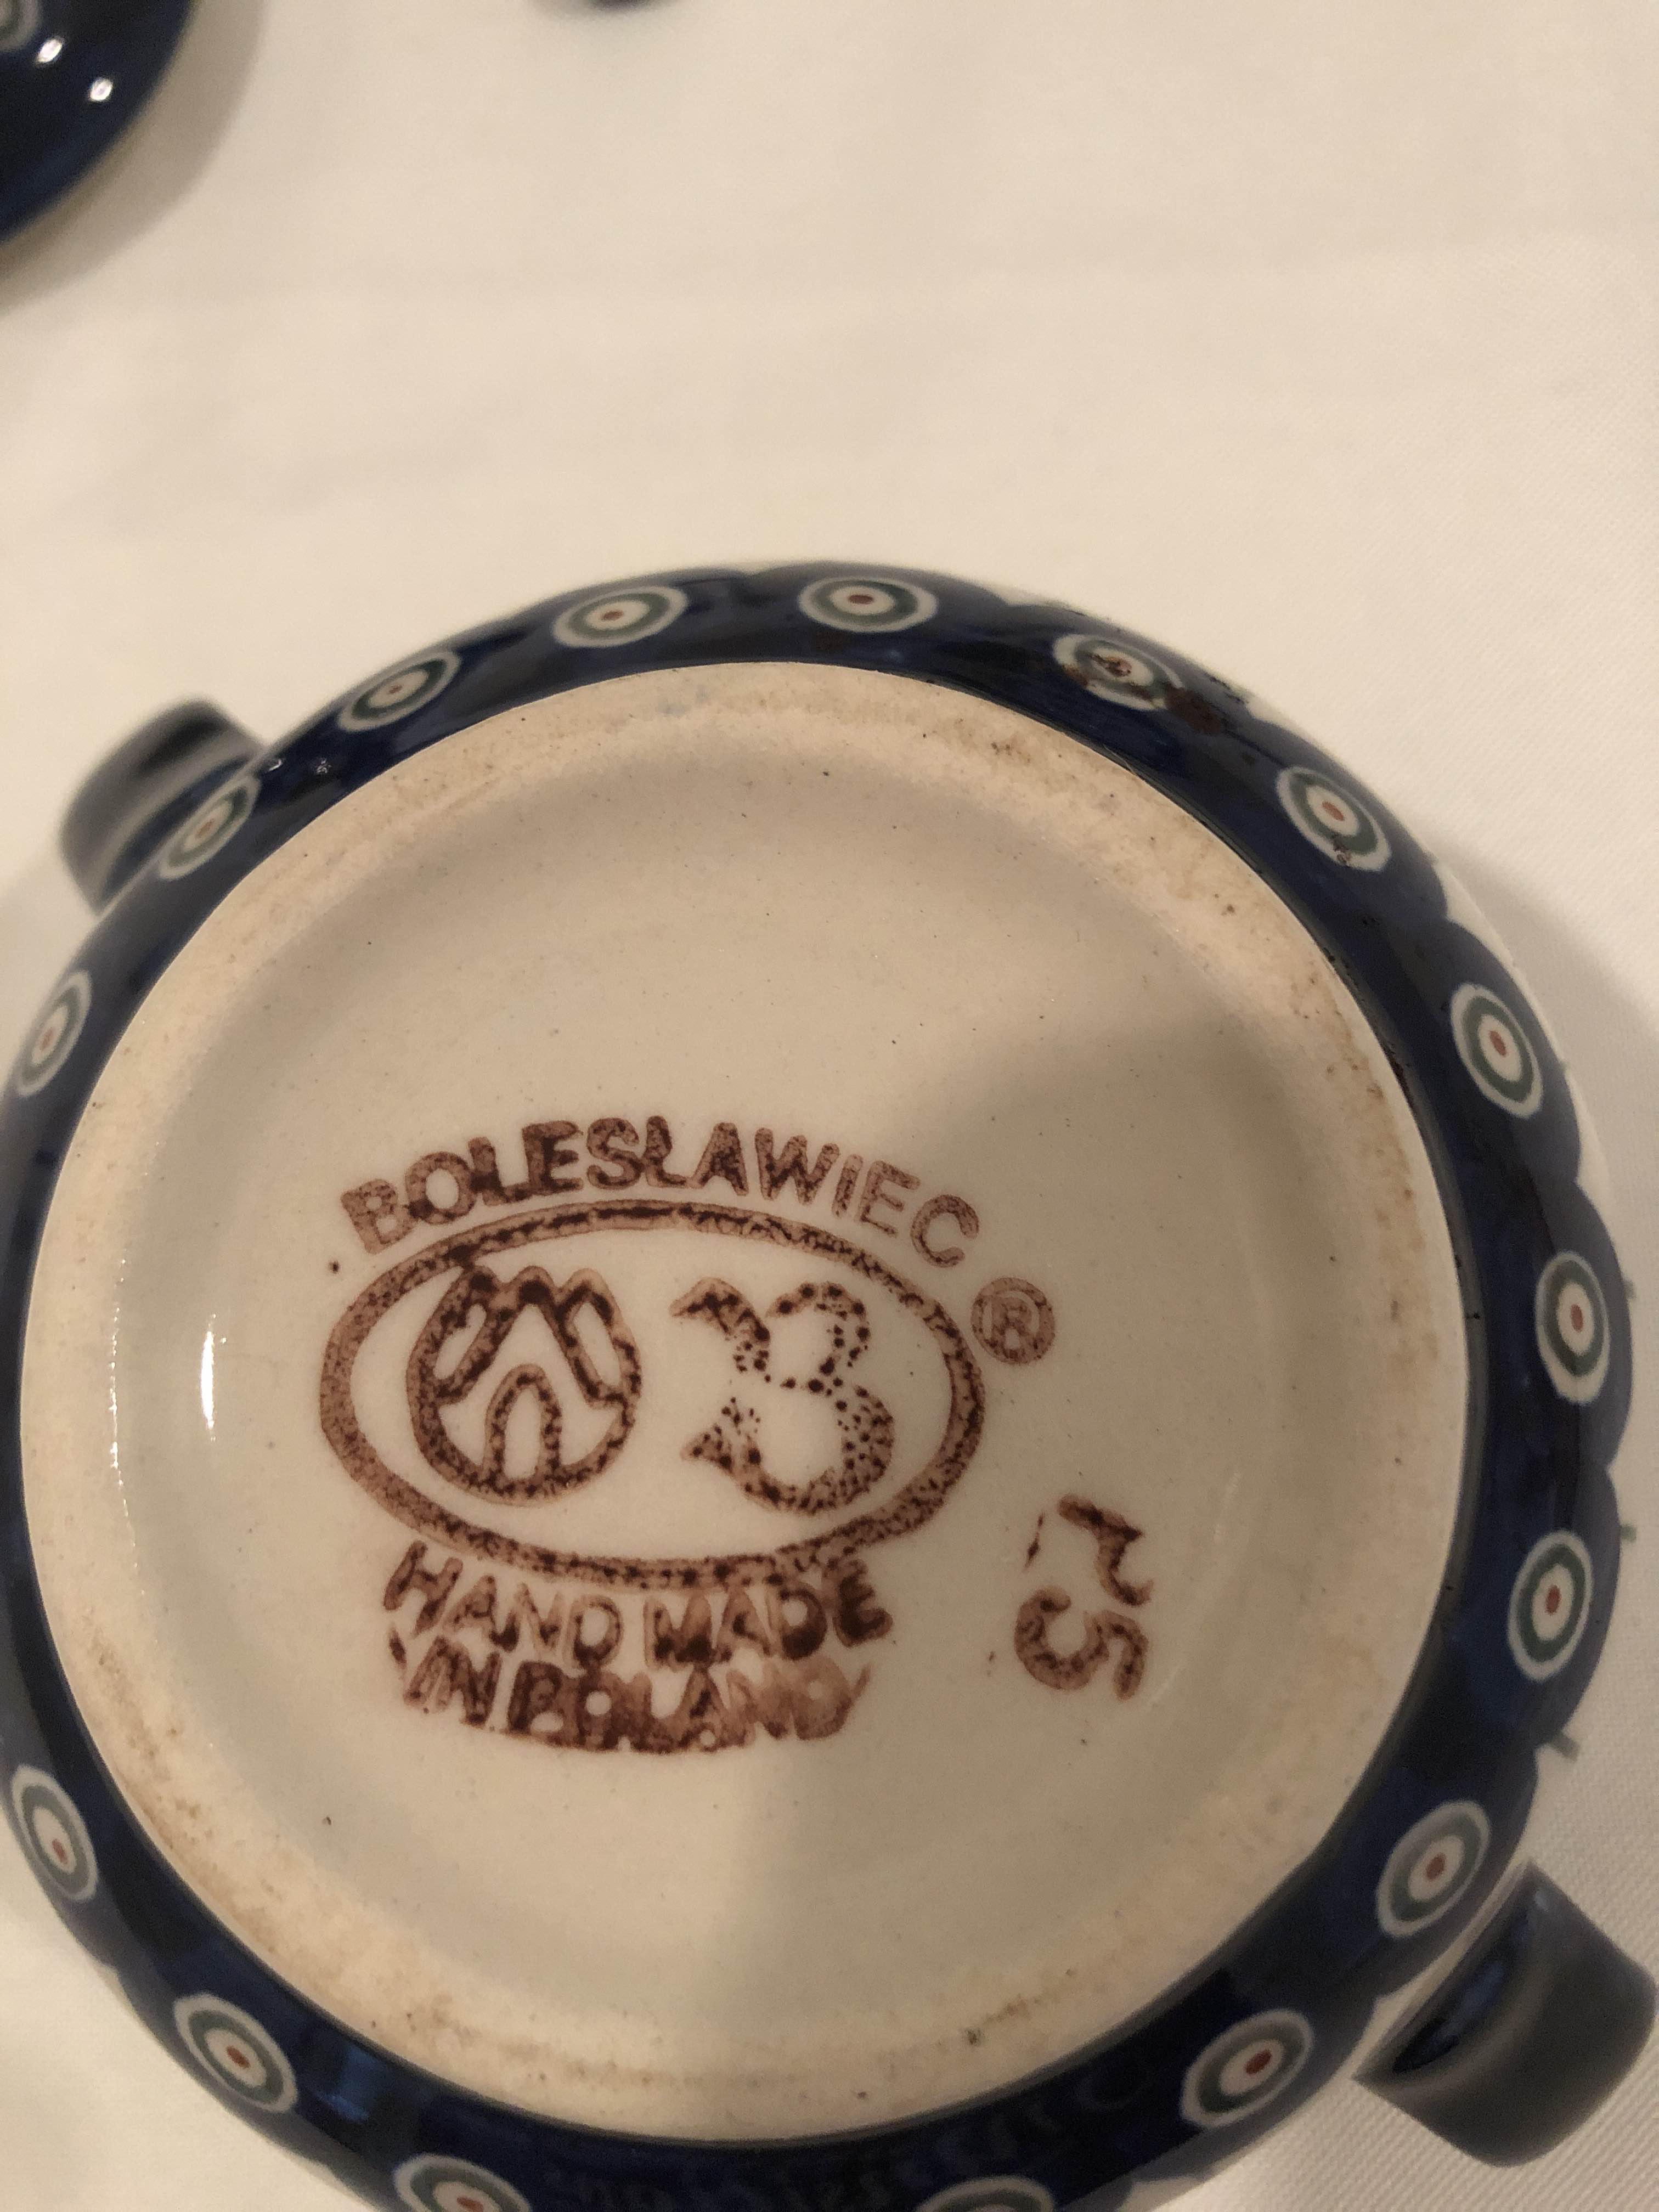 BOLESŁAWIEC
B
®
HAND MADE
IN POLAND